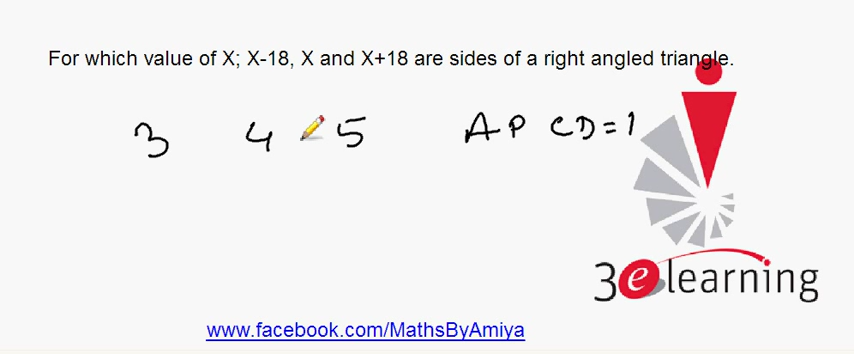 For which value of X; X-18, X and X+18 are sides of a right angled triangle.
3 4 5 AP CD=1
3elearning
www.facebook.com/MathsByAmiya